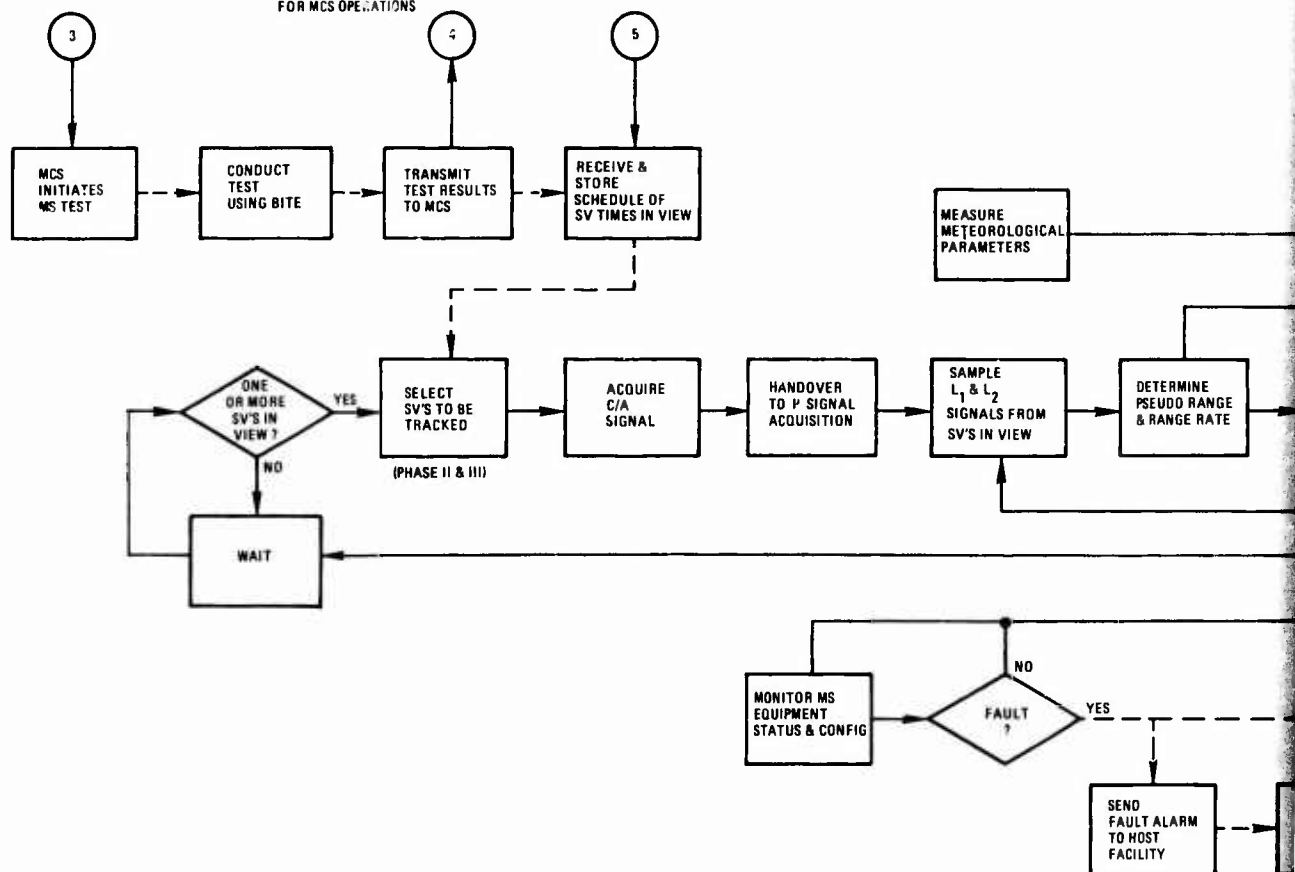 FOR MCS OPERATIONS
3
4
5
MCS
INITIATES
MS TEST
CONDUCT
TEST
USING BITE
TRANSMIT
TEST RESULTS
TO MCS
RECEIVE &
STORE
SCHEDULE OF
SV TIMES IN VIEW
MEASURE
METEOROLOGICAL
PARAMETERS
ONE
OR MORE
SV'S IN
VIEW ?
YES
NO
SELECT
SV'S TO BE
TRACKED
(PHASE II & III)
ACQUIRE
C/A
SIGNAL
HANDOVER
TO P SIGNAL
ACQUISITION
SAMPLE
L1 & L2
SIGNALS FROM
SV'S IN VIEW
DETERMINE
PSEUDO RANGE
& RANGE RATE
WAIT
MONITOR MS
EQUIPMENT
STATUS & CONFIG
FAULT
?
NO
YES
SEND
FAULT ALARM
TO HOST
FACILITY